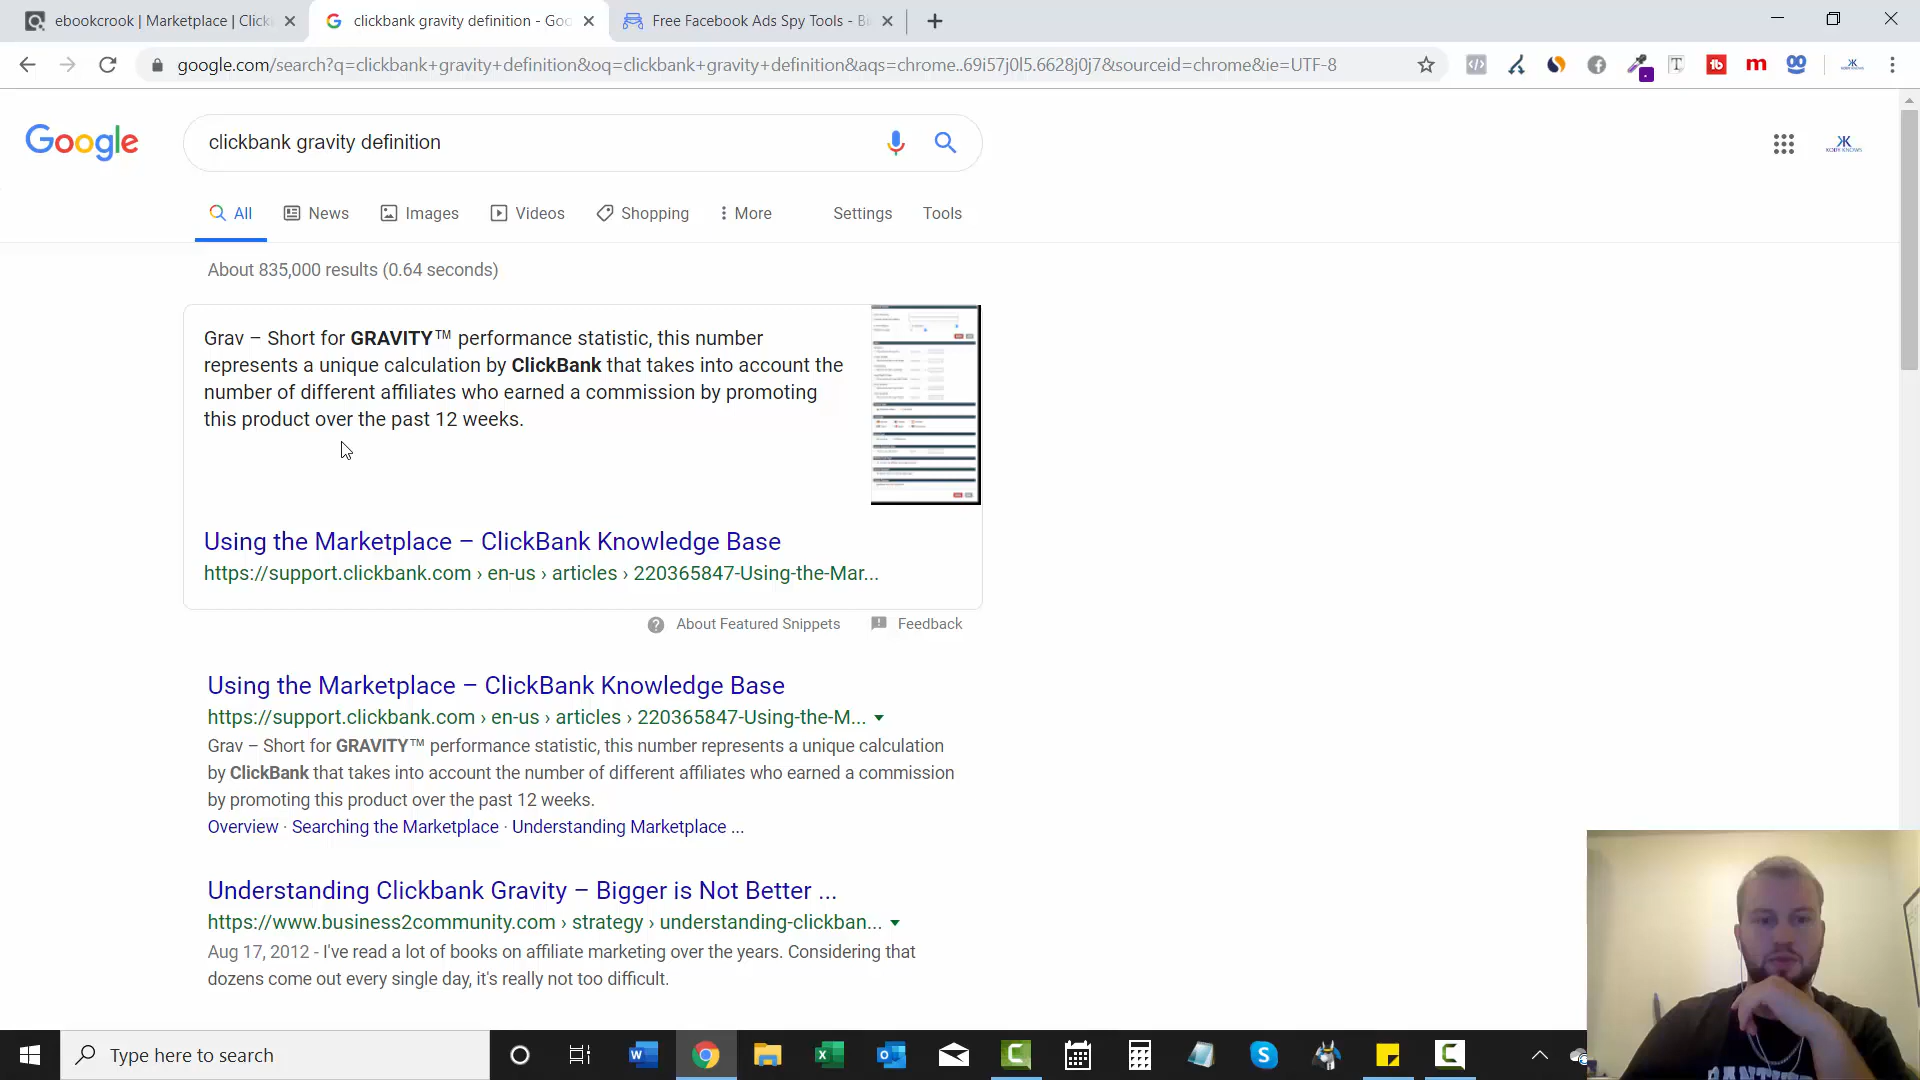 ebookcrook | Marketplace | Click
clickbank gravity definition - Goo
Free Facebook Ads Spy Tools - B
google.com/search?q=clickbank+gravity+definition&oq=clickbank+gravity+definition&aqs=chrome..69i57j0l5.6628j0j7&sourceid=chrome&ie=UTF-8
Google
clickbank gravity definition
KOBY KNOWS
All
News
Images
Videos
Shopping
More
Settings
Tools
About 835,000 results (0.64 seconds)
Grav – Short for GRAVITY™ performance statistic, this number
represents a unique calculation by ClickBank that takes into account the
number of different affiliates who earned a commission by promoting
this product over the past 12 weeks.
Using the Marketplace – ClickBank Knowledge Base
https://support.clickbank.com › en-us › articles › 220365847-Using-the-Mar...
About Featured Snippets
Feedback
Using the Marketplace – ClickBank Knowledge Base
https://support.clickbank.com › en-us › articles › 220365847-Using-the-M...
Grav – Short for GRAVITY™ performance statistic, this number represents a unique calculation
by ClickBank that takes into account the number of different affiliates who earned a commission
by promoting this product over the past 12 weeks.
Overview · Searching the Marketplace · Understanding Marketplace ...
Understanding Clickbank Gravity – Bigger is Not Better ...
https://www.business2community.com › strategy › understanding-clickban...
Aug 17, 2012 - I've read a lot of books on affiliate marketing over the years. Considering that
dozens come out every single day, it's really not too difficult.
Type here to search